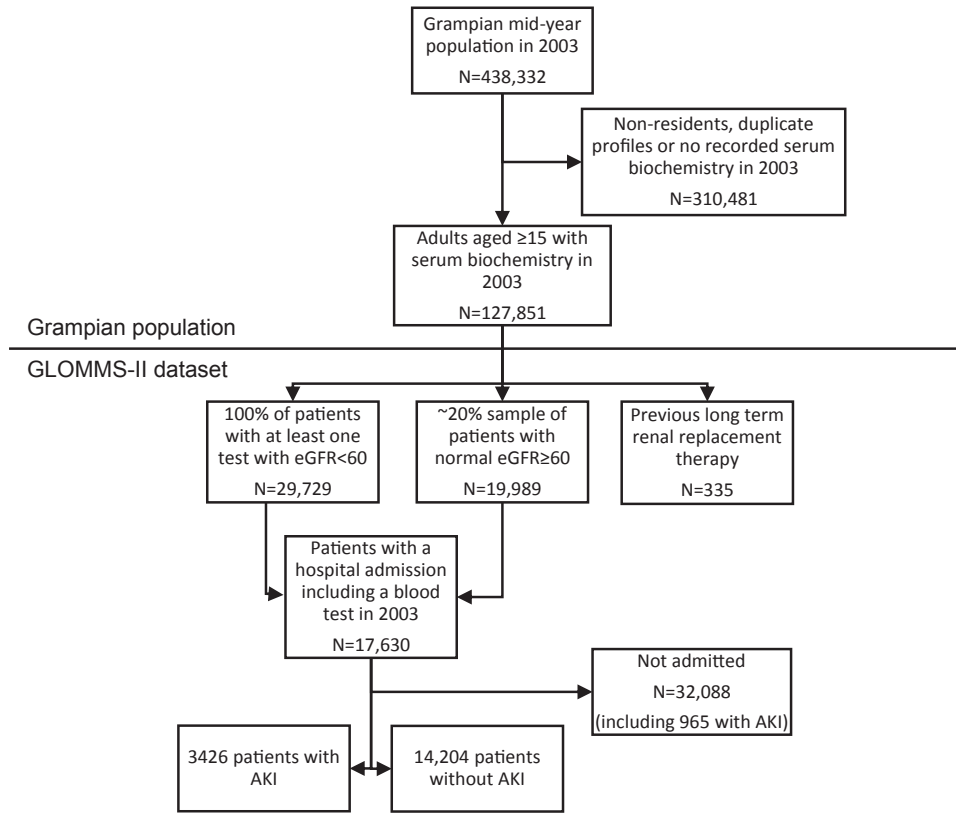 Grampian mid-year
population in 2003
N=438,332
Non-residents, duplicate
profiles or no recorded serum
biochemistry in 2003
N=310,481
Adults aged ≥15 with
serum biochemistry in
2003
N=127,851
Grampian population
GLOMMS-II dataset
100% of patients
with at least one
test with eGFR<60
N=29,729
~20% sample of
patients with
normal eGFR≥60
N=19,989
Previous long term
renal replacement
therapy
N=335
Patients with a
hospital admission
including a blood
test in 2003
N=17,630
Not admitted
N=32,088
(including 965 with AKI)
3426 patients with
AKI
14,204 patients
without AKI